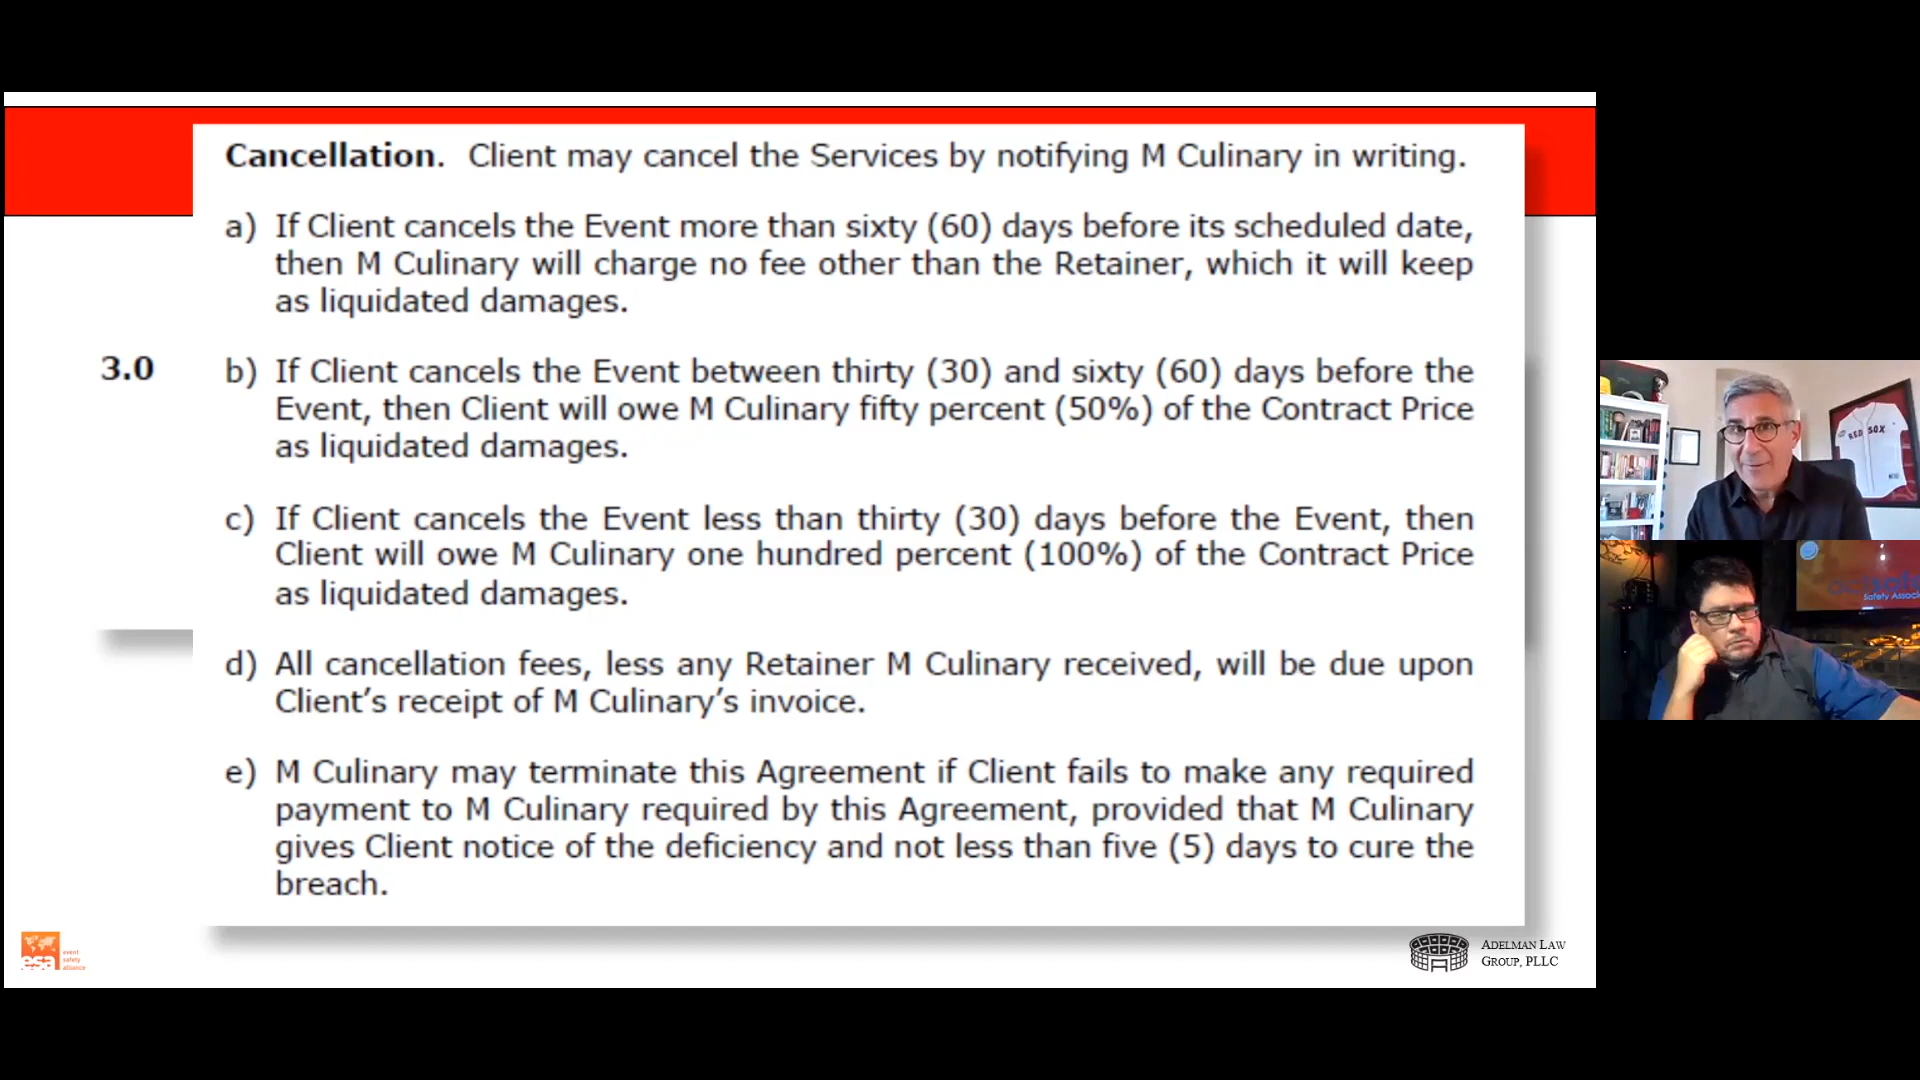 Cancellation. Client may cancel the Services by notifying M Culinary in writing.
a) If Client cancels the Event more than sixty (60) days before its scheduled date,
then M Culinary will charge no fee other than the Retainer, which it will keep
as liquidated damages.
3.0
b) If Client cancels the Event between thirty (30) and sixty (60) days before the
Event, then Client will owe M Culinary fifty percent (50%) of the Contract Price
as liquidated damages.
c) If Client cancels the Event less than thirty (30) days before the Event, then
Client will owe M Culinary one hundred percent (100%) of the Contract Price
as liquidated damages.
d) All cancellation fees, less any Retainer M Culinary received, will be due upon
Client’s receipt of M Culinary’s invoice.
e) M Culinary may terminate this Agreement if Client fails to make any required
payment to M Culinary required by this Agreement, provided that M Culinary
gives Client notice of the deficiency and not less than five (5) days to cure the
breach.
esa
event
safety
alliance
ADELMAN LAW
GROUP, PLLC
RED SOX
Safety Associ